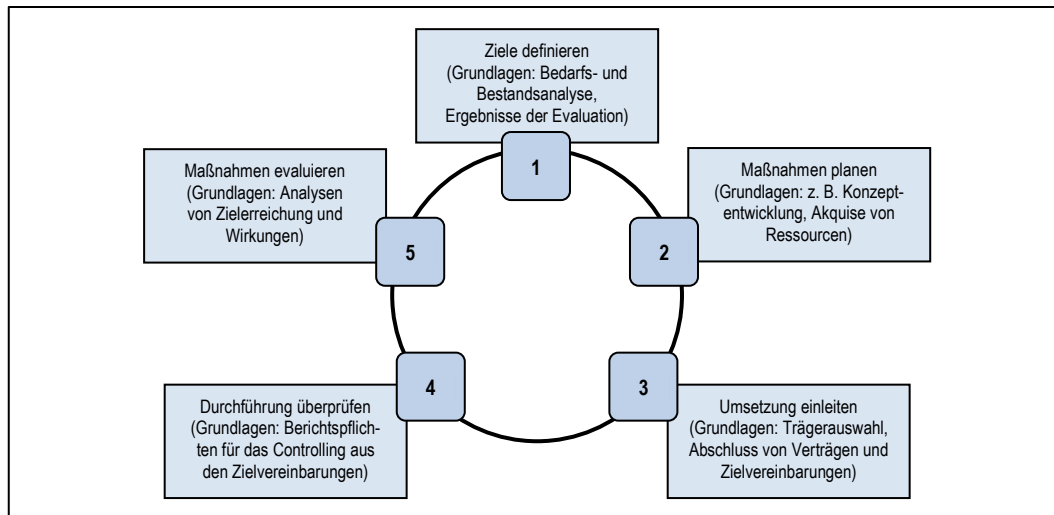 Ziele definieren
(Grundlagen: Bedarfs- und
Bestandsanalyse,
Ergebnisse der Evaluation)
1
Maßnahmen planen
(Grundlagen: z. B. Konzept-
entwicklung, Akquise von
Ressourcen)
2
Umsetzung einleiten
(Grundlagen: Trägerauswahl,
Abschluss von Verträgen und
Zielvereinbarungen)
3
Durchführung überprüfen
(Grundlagen: Berichtspflich-
ten für das Controlling aus
den Zielvereinbarungen)
4
Maßnahmen evaluieren
(Grundlagen: Analysen
von Zielerreichung und
Wirkungen)
5